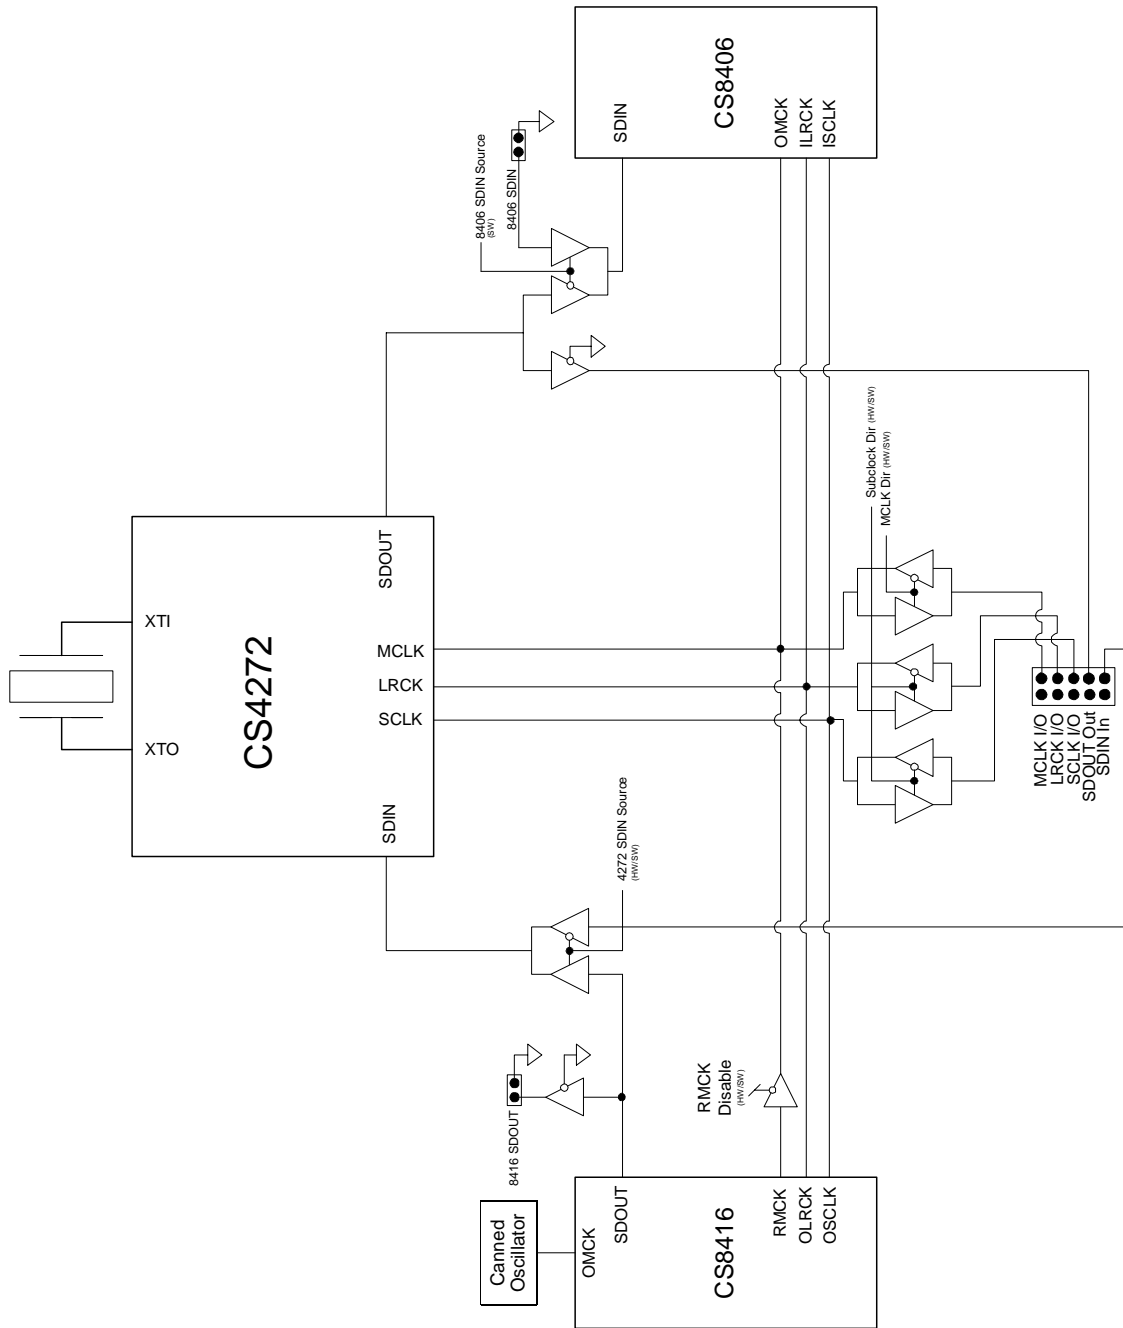 CS8406
SDIN
OMCK
ILRCK
ISCLK
8406 SDIN Source
(SW)
8406 SDIN
CS4272
XTI
XTO
SDOUT
MCLK
LRCK
SCLK
SDIN
Subclock Dir (HW/SW)
MCLK Dir (HW/SW)
MCLK I/O
LRCK I/O
SCLK I/O
SDOUT Out
SDIN In
4272 SDIN Source
(HW/SW)
8416 SDOUT
RMCK
Disable
(HW/SW)
Canned
Oscillator
CS8416
OMCK
SDOUT
RMCK
OLRCK
OSCLK